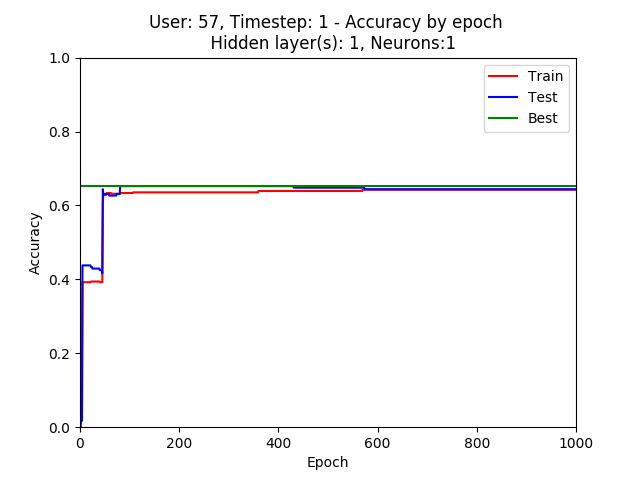 User: 57, Timestep: 1 - Accuracy by epoch
Hidden layer(s): 1, Neurons:1
1.0
0.8
0.6
0.4
0.2
0.0
Accuracy
Train
Test
Best
0
200
400
600
800
1000
Epoch